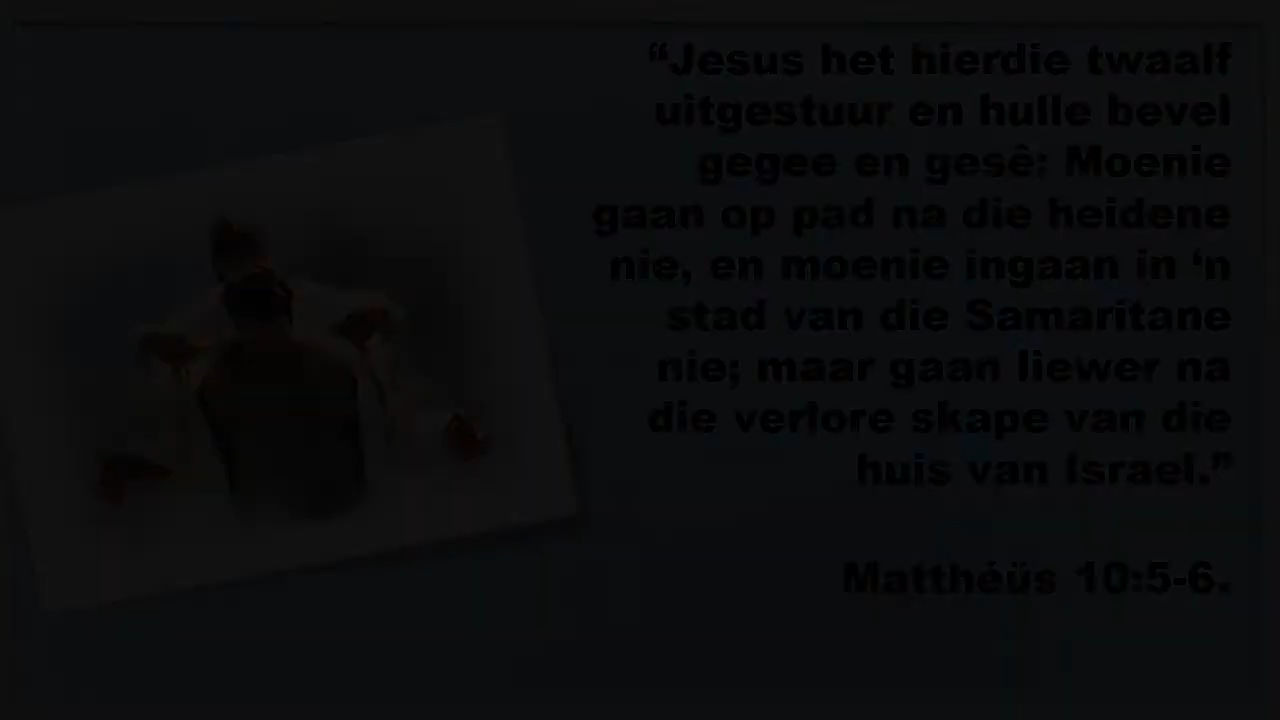 “Jesus het hierdie twaalf
uitgestuur en hulle bevel
gegee en gesê: Moenie
gaan op pad na die heidene
nie, en moenie ingaan in ‘n
stad van die Samaritane
nie; maar gaan liewer na
die verlore skape van die
huis van Israel.”
Matthéüs 10:5-6.